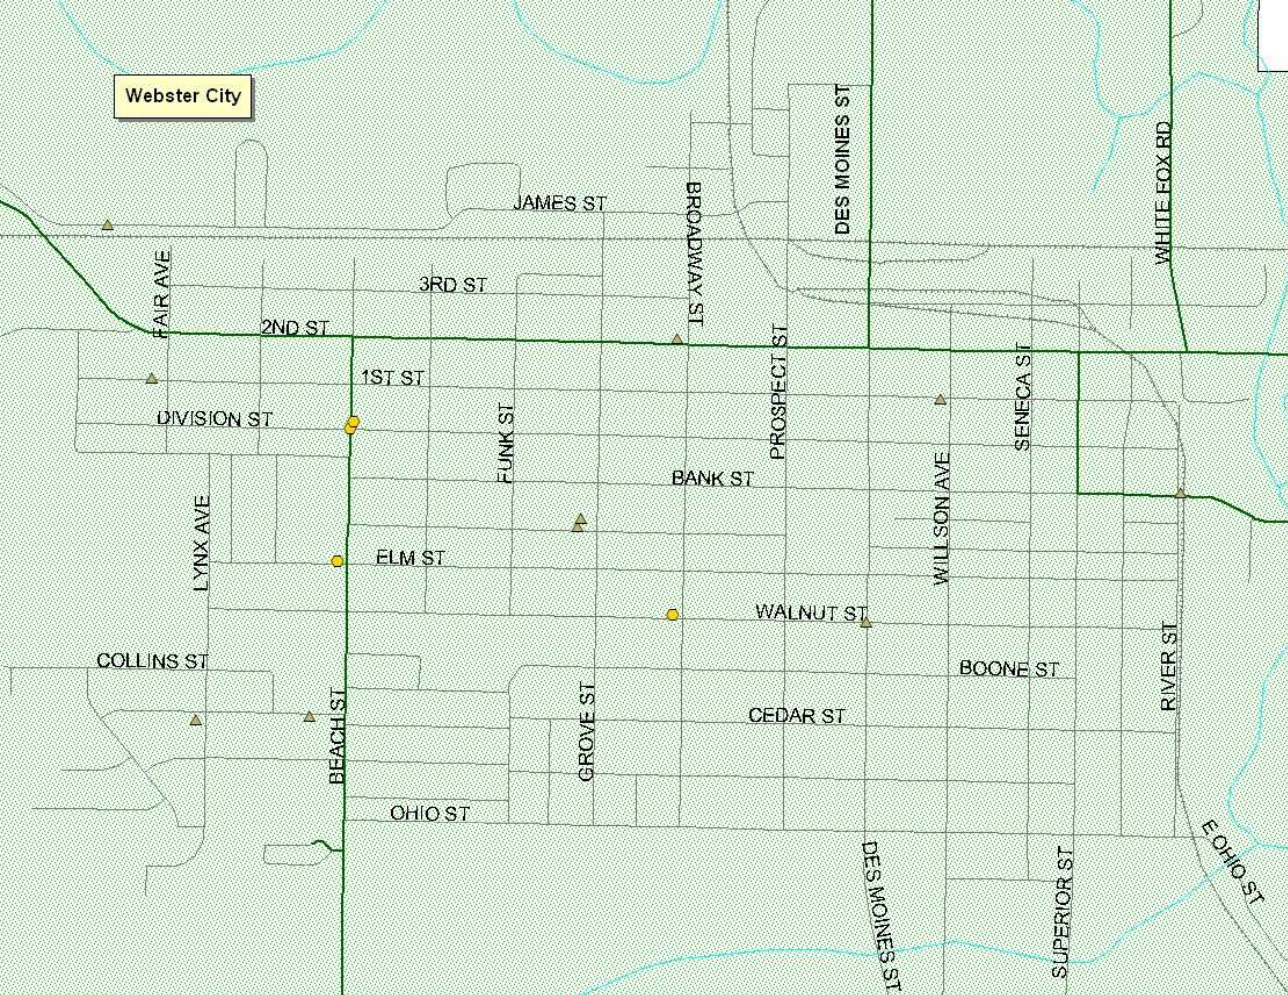 Webster City
DES MOINES ST
WHITE FOX RD
JAMES ST
BROADWAY ST
FAIR AVE
3RD ST
2ND ST
PROSPECT ST
SENECA ST
1ST ST
DIVISION ST
FUNK ST
BANK ST
WILLSON AVE
LYNX AVE
ELM ST
WALNUT ST
COLLINS ST
BOONE ST
RIVER ST
BEACH ST
GROVE ST
CEDAR ST
OHIO ST
E OHIO ST
DES MOINES ST
SUPERIOR ST